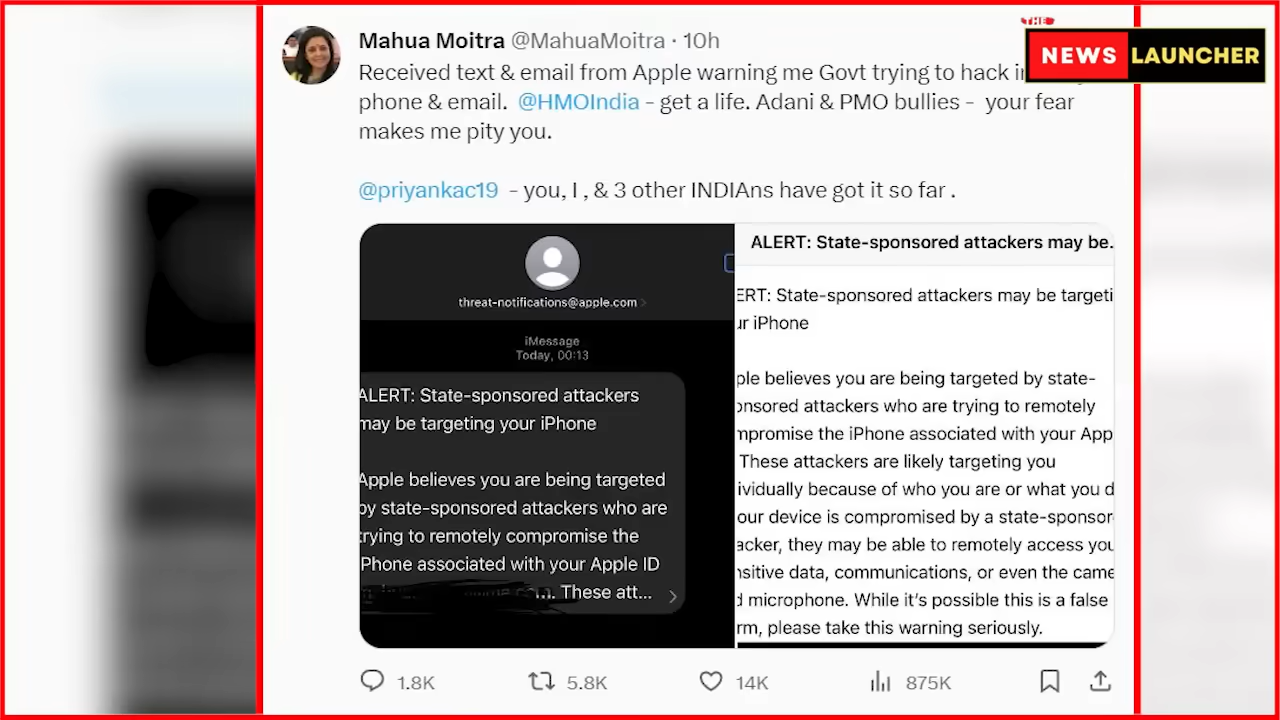 THE
NEWS LAUNCHER
Mahua Moitra @MahuaMoitra · 10h
Received text & email from Apple warning me Govt trying to hack
phone & email. @HMOIndia - get a life. Adani & PMO bullies - your fear
makes me pity you.
@priyankac19 - you, I , & 3 other INDIAns have got it so far .
threat-notifications@apple.com >
iMessage
Today, 00:13
ALERT: State-sponsored attackers
may be targeting your iPhone
Apple believes you are being targeted
by state-sponsored attackers who are
trying to remotely compromise the
iPhone associated with your Apple ID
... These att...
ALERT: State-sponsored attackers may be.
ERT: State-sponsored attackers may be targeti
ur iPhone
ple believes you are being targeted by state-
onsored attackers who are trying to remotely
mpromise the iPhone associated with your App
These attackers are likely targeting you
ividually because of who you are or what you d
our device is compromised by a state-sponsor
acker, they may be able to remotely access you
nsitive data, communications, or even the came
d microphone. While it's possible this is a false
rm, please take this warning seriously.
1.8K 5.8K 14K 875K